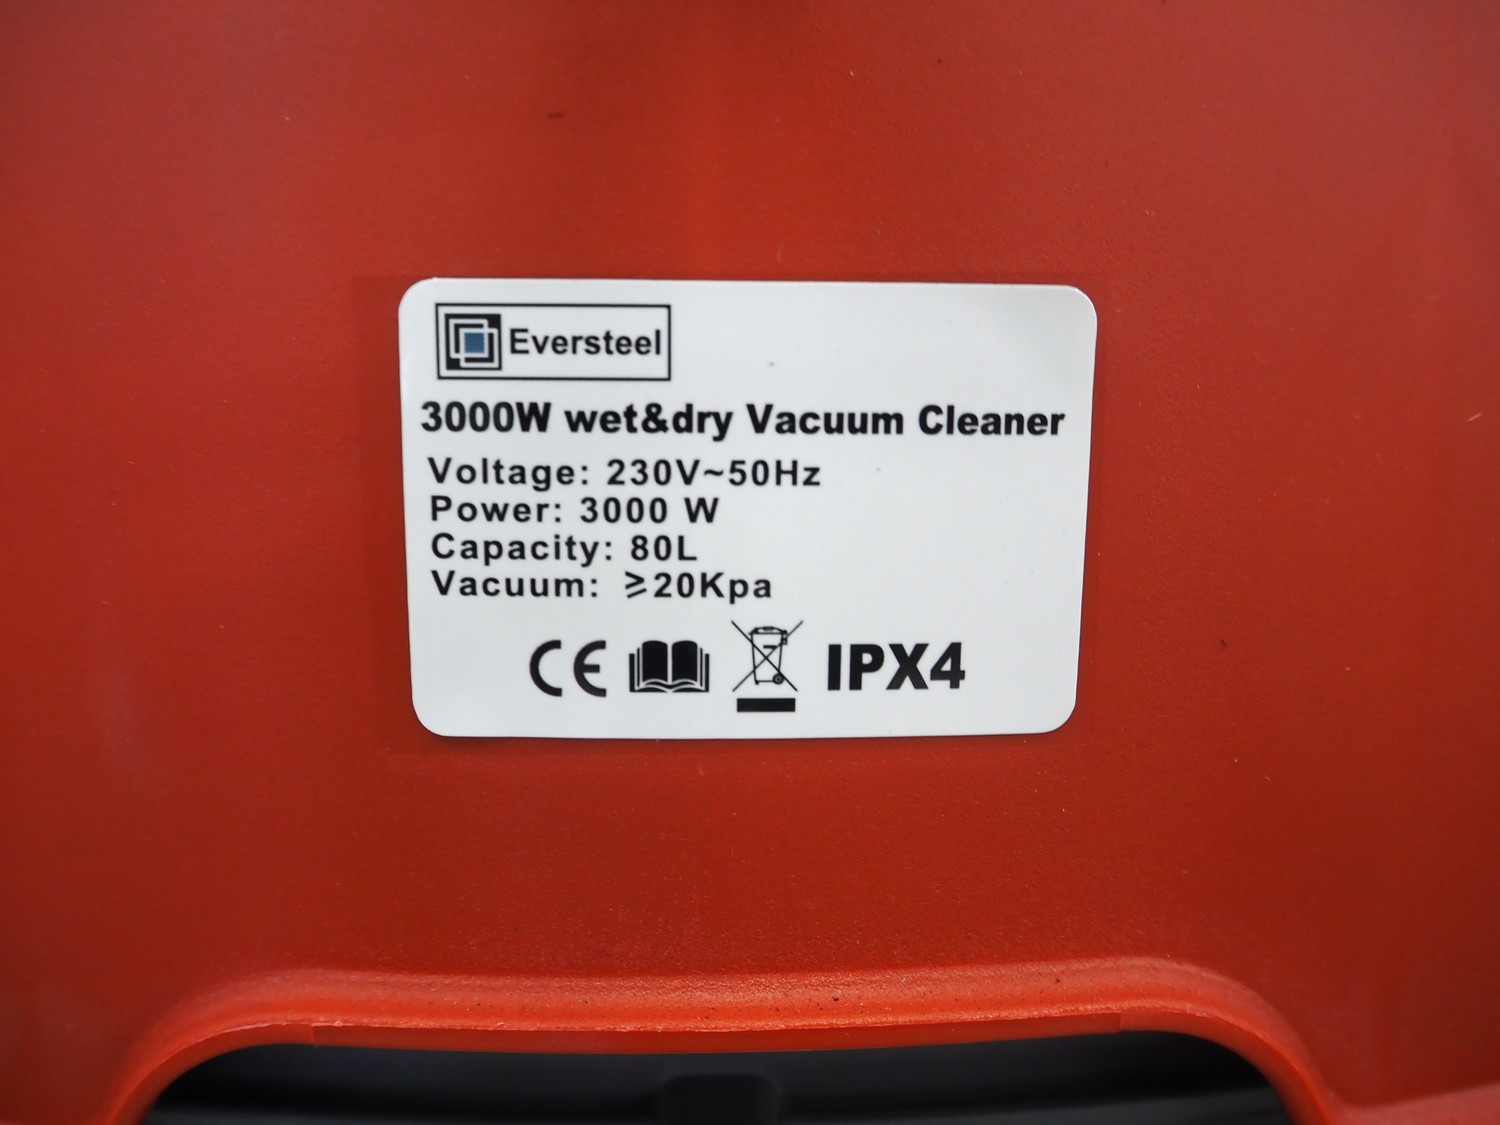 Eversteel
3000W wet&dry Vacuum Cleaner
Voltage: 230V~50Hz
Power: 3000 W
Capacity: 80L
Vacuum: ⩾20Kpa
CE IPX4